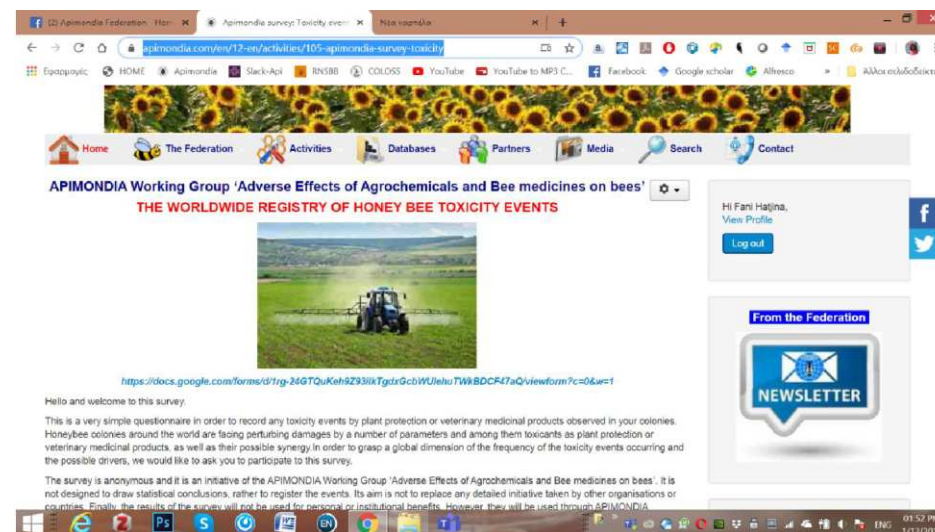 (2) Apimondia Federation - Hom
Apimondia survey: Toxicity even
Νέα καρτέλα
apimondia.com/en/12-en/activities/105-apimondia-survey-toxicity
Εφαρμογές
HOME
Apimondia
Slack-Api
RNSBB
COLOSS
YouTube
YouTube to MP3 C...
Facebook
Google scholar
Alfresco
»
Άλλοι σελιδοδείκτε
Home
The Federation
Activities
Databases
Partners
Media
Search
Contact
APIMONDIA Working Group 'Adverse Effects of Agrochemicals and Bee medicines on bees'
THE WORLDWIDE REGISTRY OF HONEY BEE TOXICITY EVENTS
Hi Fani Hatjina,
View Profile
Log out
From the Federation
NEWSLETTER
Hello and welcome to this survey.
This is a very simple questionnaire in order to record any toxicity events by plant protection or veterinary medicinal products observed in your colonies.
Honeybee colonies around the world are facing perturbing damages by a number of parameters and among them toxicants as plant protection or
veterinary medicinal products, as well as their possible synergy.In order to grasp a global dimension of the frequency of the toxicity events occurring and
the possible drivers, we would like to ask you to participate to this survey.
The survey is anonymous and it is an initiative of the APIMONDIA Working Group 'Adverse Effects of Agrochemicals and Bee medicines on bees'. It is
not designed to draw statistical conclusions, rather to register the events. Its aim is not to replace any detailed initiative taken by other organisations or
countries. Finally, the results of the survey will not be used for personal or institutional benefits. However, they will be used through APIMONDIA
Ps
S
EN
ENG
01:52 PM